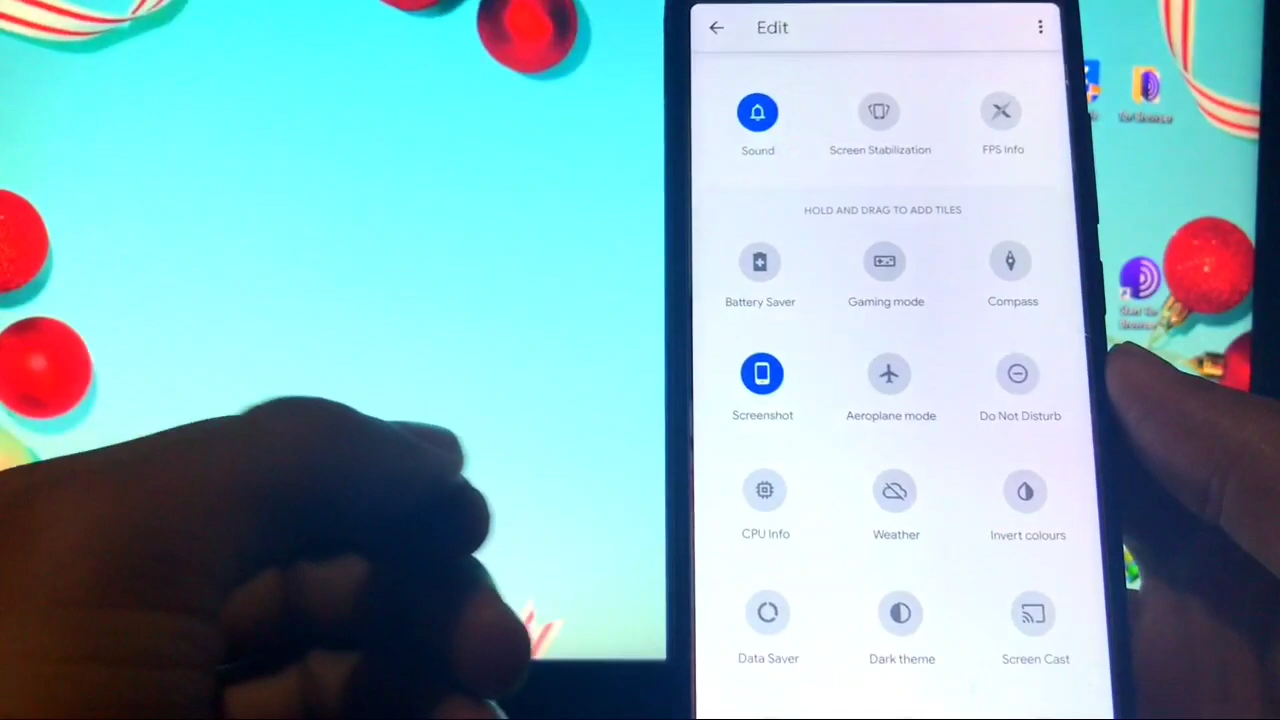 Edit
Sound
Screen Stabilization
FPS Info
HOLD AND DRAG TO ADD TILES
Battery Saver
Gaming mode
Compass
Screenshot
Aeroplane mode
Do Not Disturb
CPU Info
Weather
Invert colours
Data Saver
Dark theme
Screen Cast